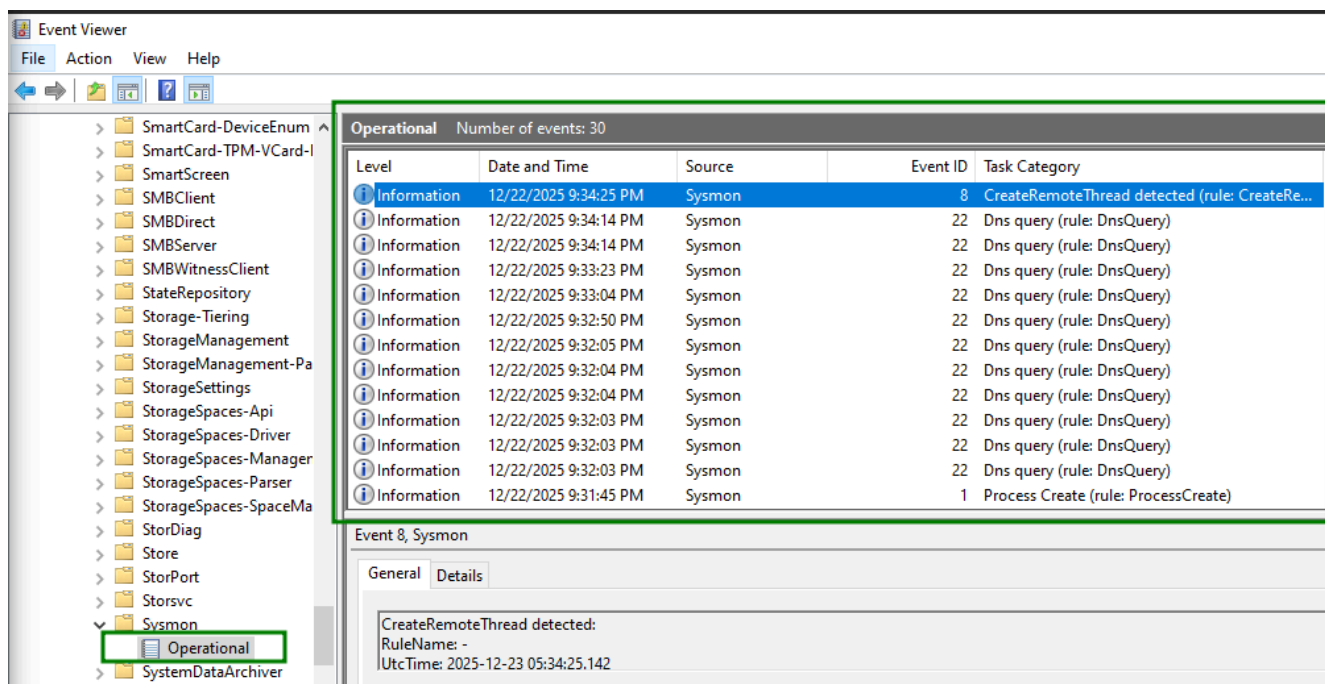 Event Viewer
File Action View Help
SmartCard-DeviceEnum
SmartCard-TPM-VCard-
SmartScreen
SMBClient
SMBDirect
SMBServer
SMBWitnessClient
StateRepository
Storage-Tiering
StorageManagement
StorageManagement-Pa
StorageSettings
StorageSpaces-Api
StorageSpaces-Driver
StorageSpaces-Manager
StorageSpaces-Parser
StorageSpaces-SpaceMa
StorDiag
Store
StorPort
Storsvc
Sysmon
Operational
SystemDataArchiver
Operational Number of events: 30
Level Date and Time Source Event ID Task Category
Information 12/22/2025 9:34:25 PM Sysmon 8 CreateRemoteThread detected (rule: CreateRe...
Information 12/22/2025 9:34:14 PM Sysmon 22 Dns query (rule: DnsQuery)
Information 12/22/2025 9:34:14 PM Sysmon 22 Dns query (rule: DnsQuery)
Information 12/22/2025 9:33:23 PM Sysmon 22 Dns query (rule: DnsQuery)
Information 12/22/2025 9:33:04 PM Sysmon 22 Dns query (rule: DnsQuery)
Information 12/22/2025 9:32:50 PM Sysmon 22 Dns query (rule: DnsQuery)
Information 12/22/2025 9:32:05 PM Sysmon 22 Dns query (rule: DnsQuery)
Information 12/22/2025 9:32:04 PM Sysmon 22 Dns query (rule: DnsQuery)
Information 12/22/2025 9:32:04 PM Sysmon 22 Dns query (rule: DnsQuery)
Information 12/22/2025 9:32:03 PM Sysmon 22 Dns query (rule: DnsQuery)
Information 12/22/2025 9:32:03 PM Sysmon 22 Dns query (rule: DnsQuery)
Information 12/22/2025 9:32:03 PM Sysmon 22 Dns query (rule: DnsQuery)
Information 12/22/2025 9:31:45 PM Sysmon 1 Process Create (rule: ProcessCreate)
Event 8, Sysmon
General Details
CreateRemoteThread detected:
RuleName: -
UtcTime: 2025-12-23 05:34:25.142